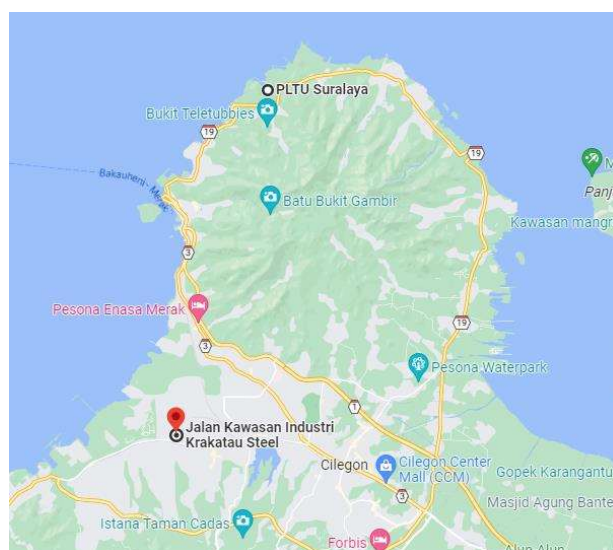 PLTU Suralaya
Bukit Teletubbies
19
19
Bakauheni - Merak
Batu Bukit Gambir
Panj
Kawasan mangr
3
Pesona Enasa Merak
19
3
Pesona Waterpark
1
Jalan Kawasan Industri
Krakatau Steel
Cilegon
Cilegon Center
Mall (CCM)
Gopek Karangantu
3
Masjid Agung Bante
Istana Taman Cadas
Forbis